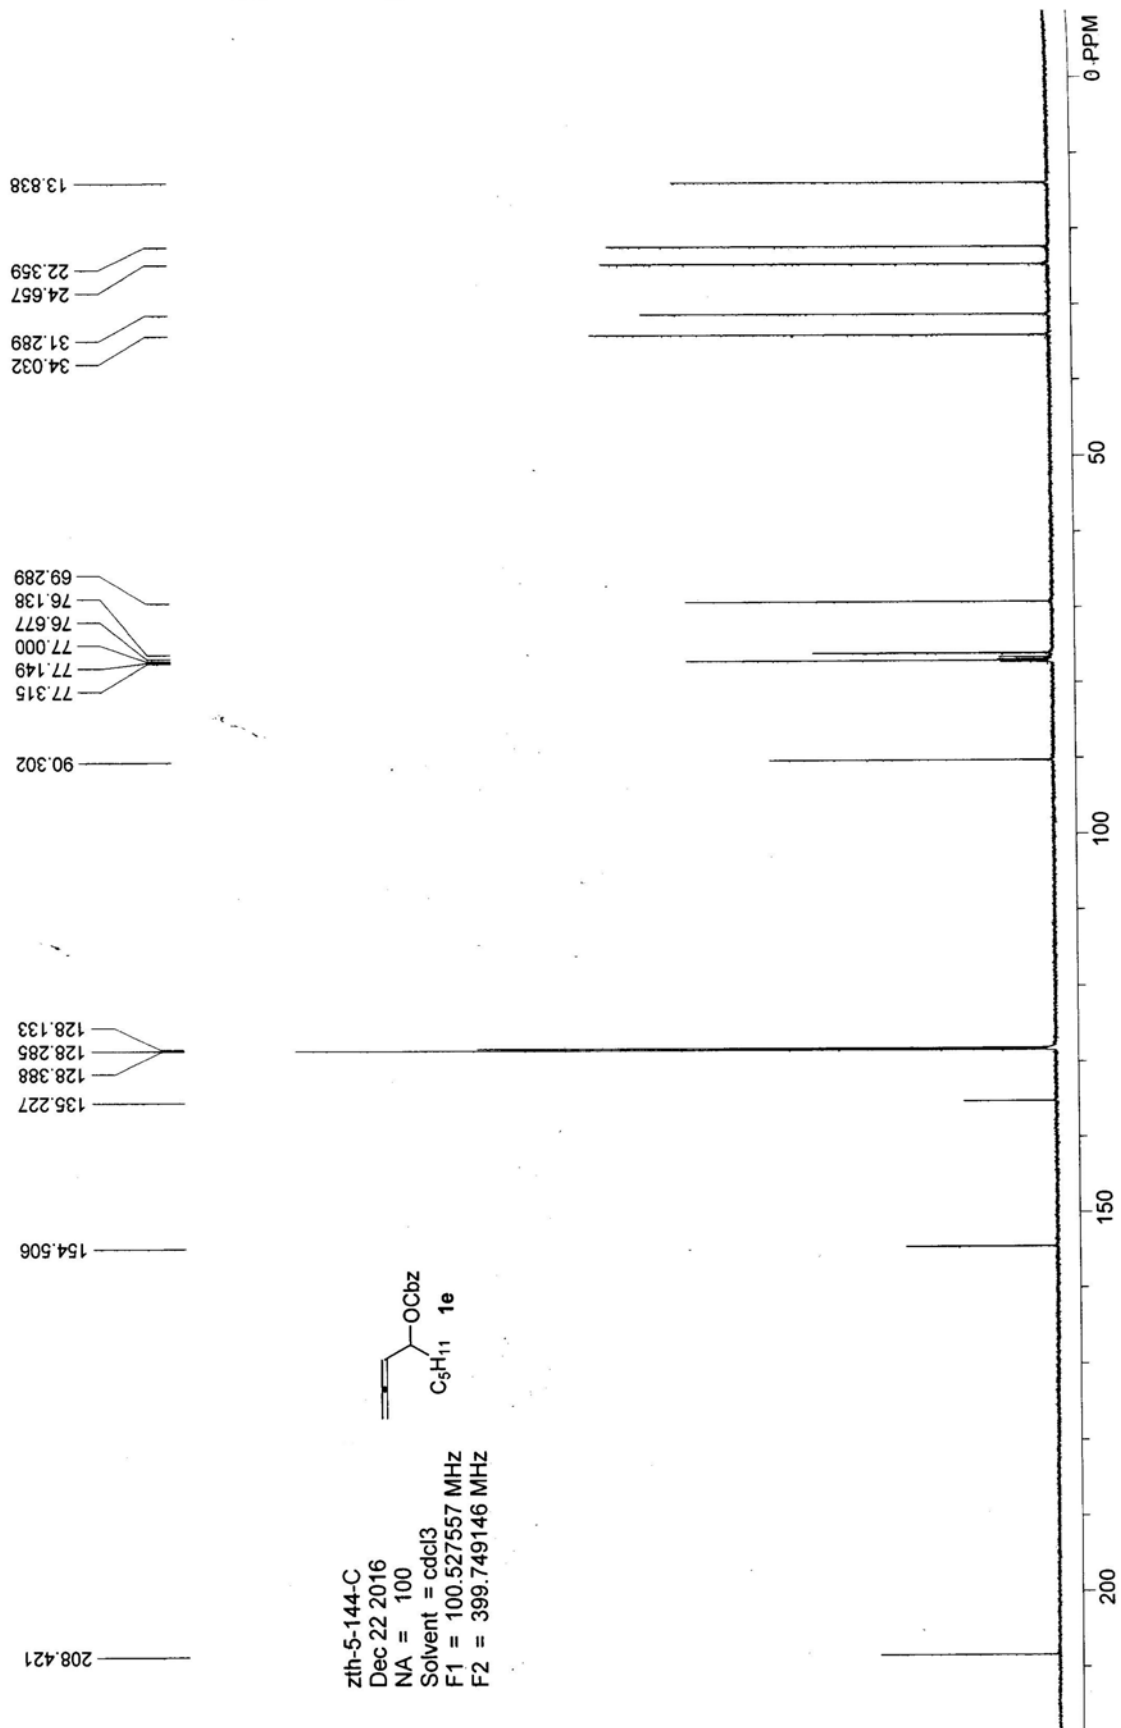 208.421
154.506
135.227
128.388
128.285
128.133
90.302
77.315
77.149
77.000
76.677
76.138
69.289
34.032
31.289
24.657
22.359
13.838
zth-5-144-C
Dec 22 2016
NA = 100
Solvent = cdcl3
F1 = 100.527557 MHz
F2 = 399.749146 MHz
OCbz
C5H11 1e
200
150
100
50
0 PPM